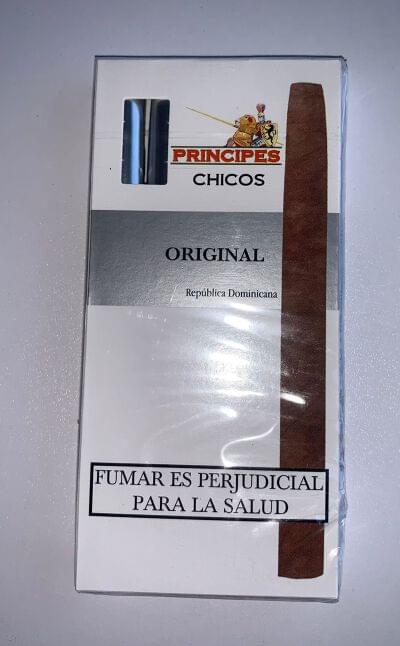 PRINCIPES
CHICOS
ORIGINAL
República Dominicana
FUMAR ES PERJUDICIAL
PARA LA SALUD